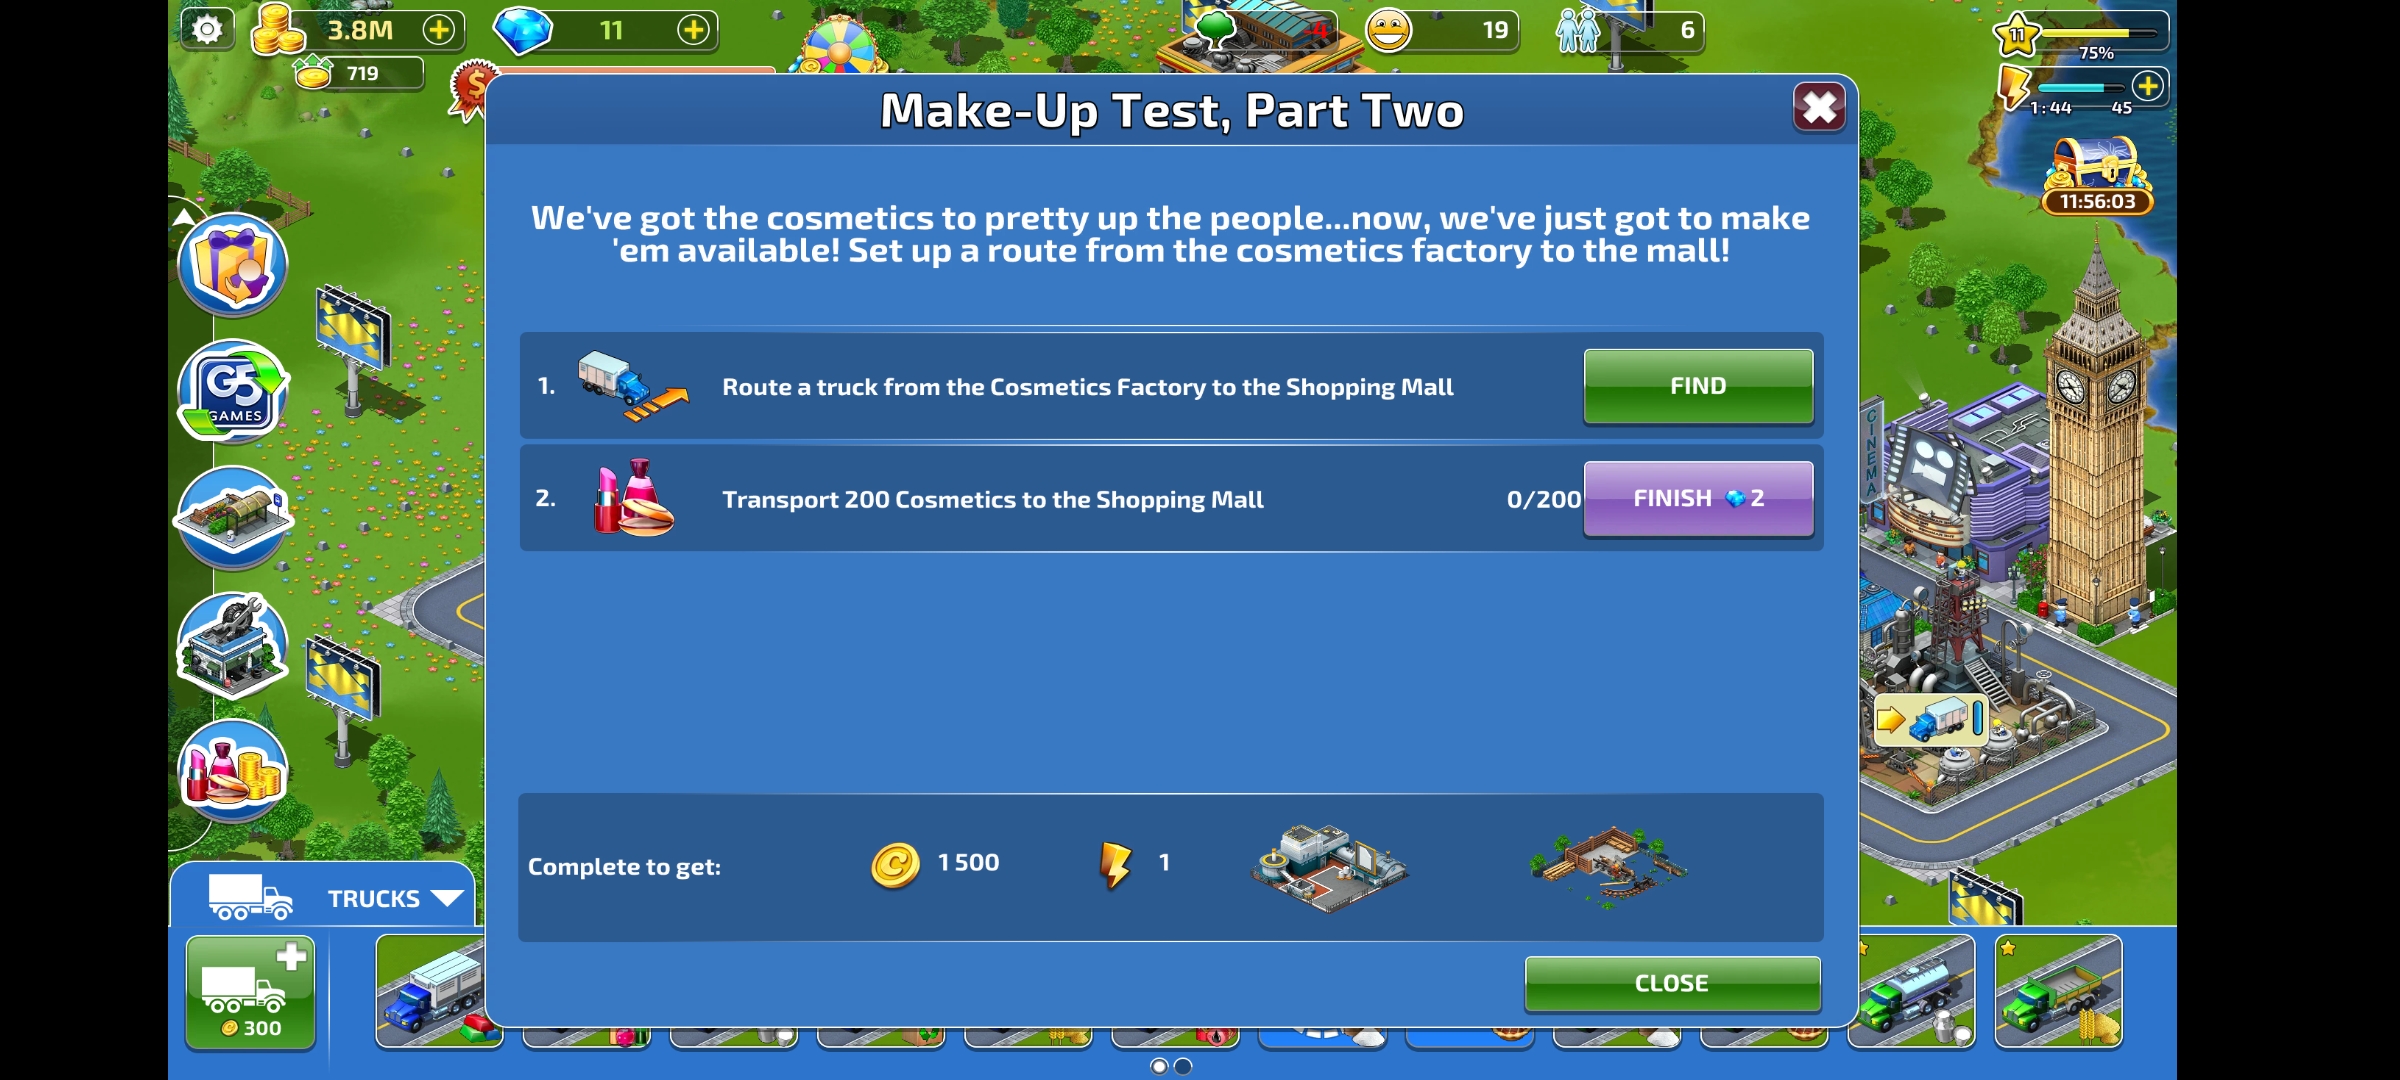 3.8M
11
-4
19
6
11
75%
719
1:44
45
Make-Up Test, Part Two
11:56:03
We've got the cosmetics to pretty up the people...now, we've just got to make
'em available! Set up a route from the cosmetics factory to the mall!
G5
GAMES
CINEMA
1.
Route a truck from the Cosmetics Factory to the Shopping Mall
FIND
2.
Transport 200 Cosmetics to the Shopping Mall
0/200
FINISH 2
Complete to get:
1 500
1
TRUCKS
CLOSE
300